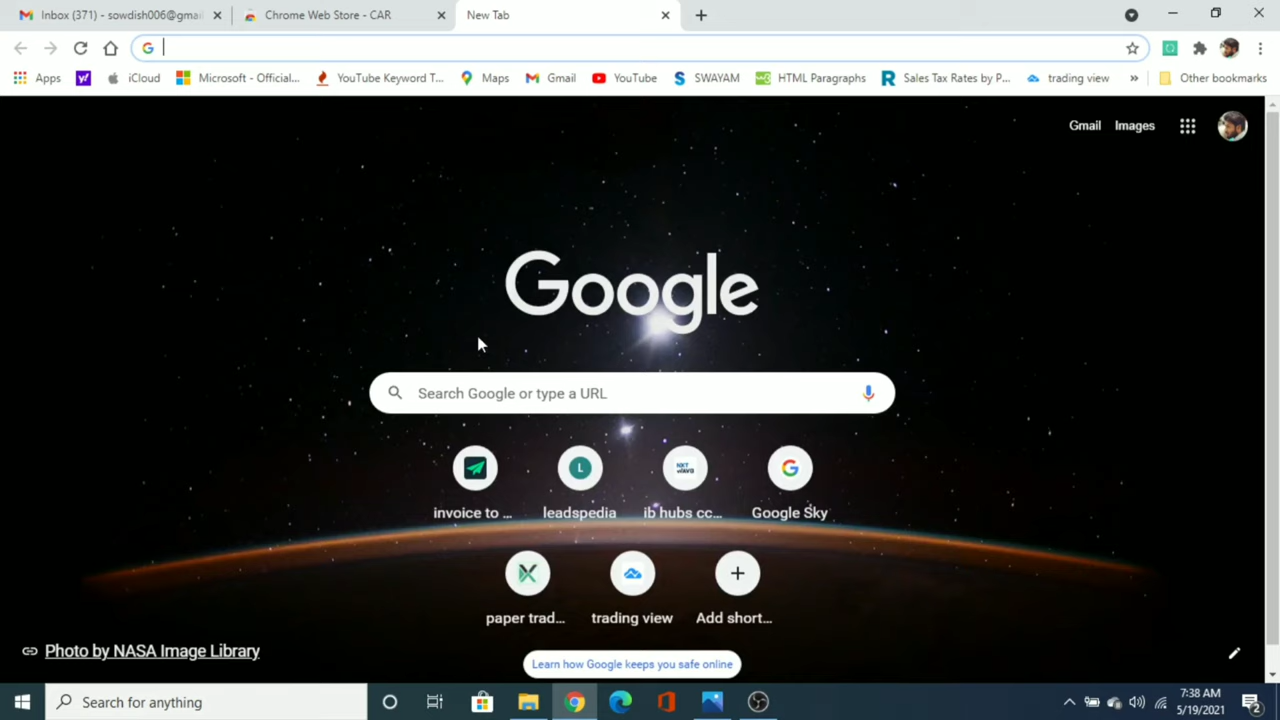 Inbox (371) - sowdish006@gmai
Chrome Web Store - CAR
New Tab
Apps
iCloud
Microsoft - Official...
YouTube Keyword T...
Maps
Gmail
YouTube
SWAYAM
HTML Paragraphs
Sales Tax Rates by P...
trading view
»
Other bookmarks
Gmail
Images
Google
Search Google or type a URL
invoice to ...
leadspedia
ib hubs cc...
Google Sky
paper trad...
trading view
Add short...
Photo by NASA Image Library
Learn how Google keeps you safe online
Search for anything
7:38 AM
5/19/2021
2